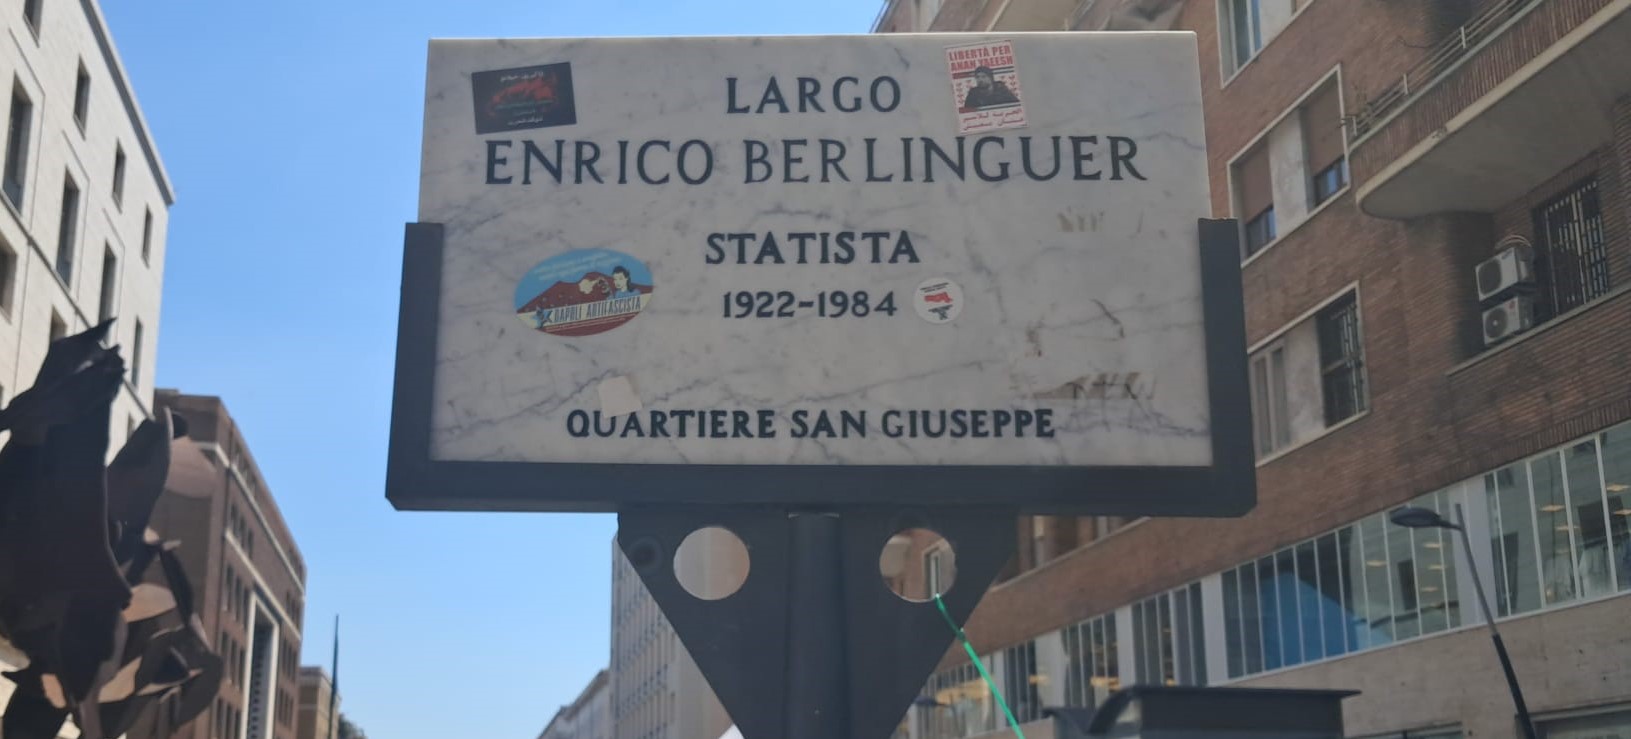 LARGO
ENRICO BERLINGUER
STATISTA
1922-1984
QUARTIERE SAN GIUSEPPE
LIBERTÀ PER
ANAN YAEESH
NAPOLI ANTIFASCISTA